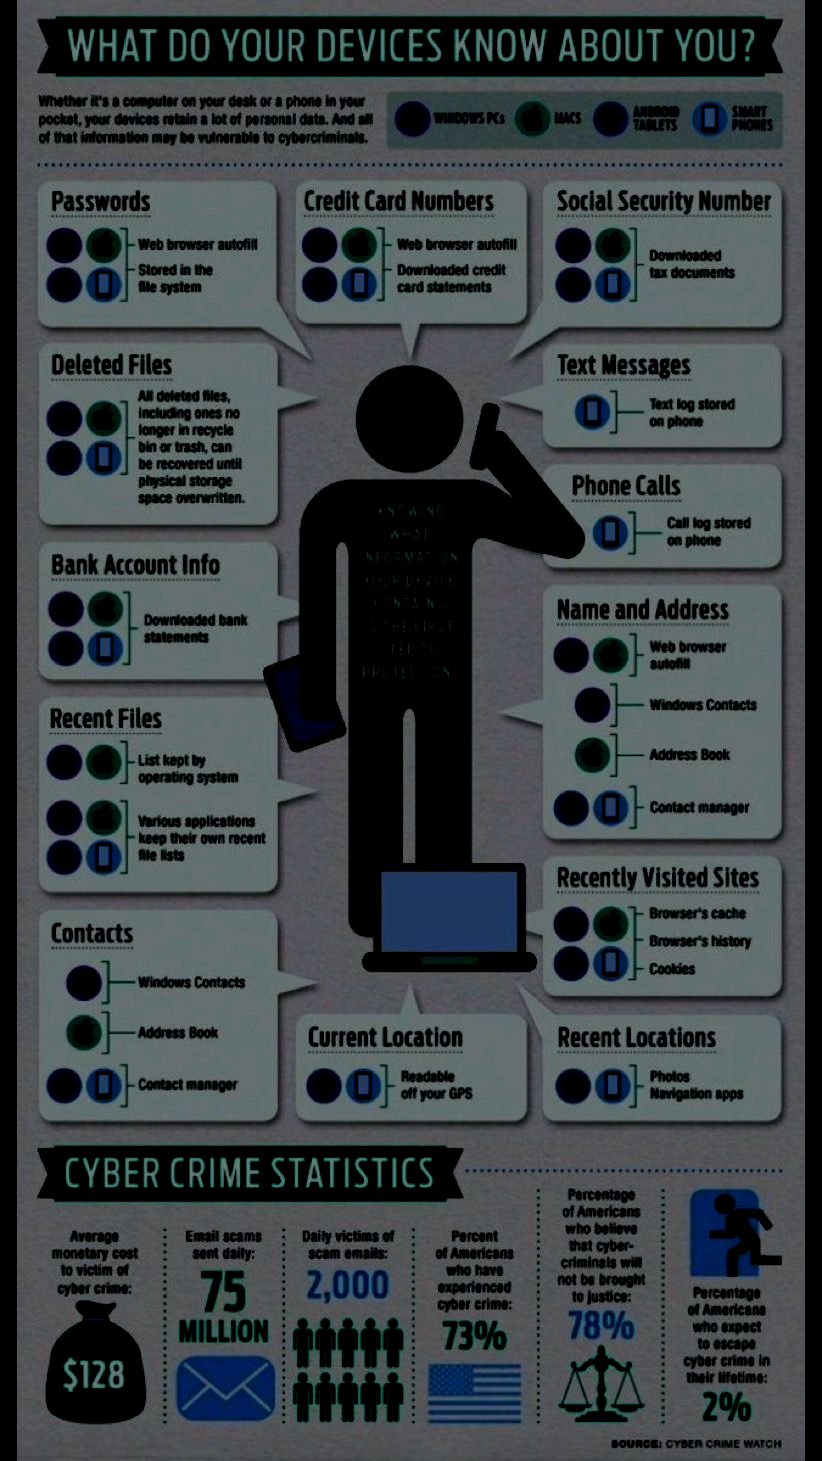 WHAT DO YOUR DEVICES KNOW ABOUT YOU?
Whether it's a computer on your desk or a phone in your
pocket, your devices retain a lot of personal data. And all
of that information may be vulnerable to cybercriminals.
WINDOWS PCs
MACS
ANDROID
TABLETS
SMART
PHONES
Passwords
Web browser autofill
Stored in the
file system
Credit Card Numbers
Web browser autofill
Downloaded credit
card statements
Social Security Number
Downloaded
tax documents
Deleted Files
All deleted files,
including ones no
longer in recycle
bin or trash, can
be recovered until
physical storage
space overwritten.
Text Messages
Text log stored
on phone
Phone Calls
Call log stored
on phone
KNOWING
WHAT
INFORMATION
YOUR DEVICE
CONTAINS
IS THE FIRST
STEP TO
PROTECTION
Bank Account Info
Downloaded bank
statements
Name and Address
Web browser
autofill
Windows Contacts
Address Book
Contact manager
Recent Files
List kept by
operating system
Various applications
keep their own recent
file lists
Recently Visited Sites
Browser's cache
Browser's history
Cookies
Contacts
Windows Contacts
Address Book
Contact manager
Current Location
Readable
off your GPS
Recent Locations
Photos
Navigation apps
CYBER CRIME STATISTICS
Average
monetary cost
to victim of
cyber crime:
$128
Email scams
sent daily:
75
MILLION
Daily victims of
scam emails:
2,000
Percent
of Americans
who have
experienced
cyber crime:
73%
Percentage
of Americans
who believe
that cyber-
criminals will
not be brought
to justice:
78%
Percentage
of Americans
who expect
to escape
cyber crime in
their lifetime:
2%
SOURCE: CYBER CRIME WATCH